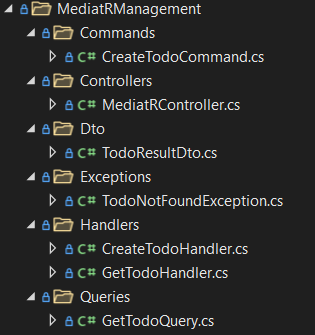 MediatRManagement
Commands
C# CreateTodoCommand.cs
Controllers
C# MediatRController.cs
Dto
C# TodoResultDto.cs
Exceptions
C# TodoNotFoundException.cs
Handlers
C# CreateTodoHandler.cs
C# GetTodoHandler.cs
Queries
C# GetTodoQuery.cs